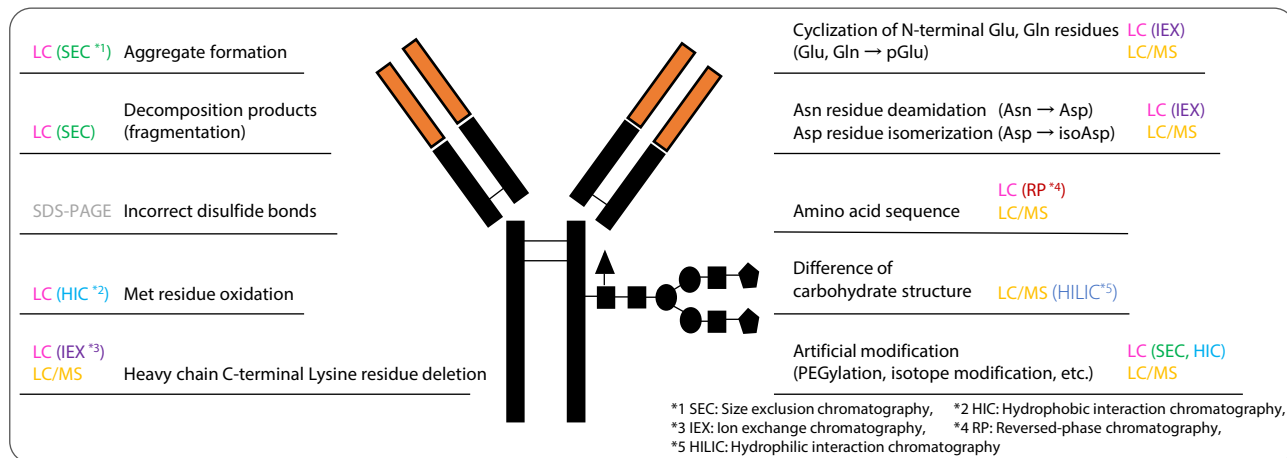 LC (SEC *1) Aggregate formation
Decomposition products
LC (SEC) (fragmentation)
SDS-PAGE Incorrect disulfide bonds
LC (HIC *2) Met residue oxidation
LC (IEX *3)
LC/MS Heavy chain C-terminal Lysine residue deletion
Cyclization of N-terminal Glu, Gln residues LC (IEX)
(Glu, Gln → pGlu) LC/MS
Asn residue deamidation (Asn → Asp) LC (IEX)
Asp residue isomerization (Asp → isoAsp) LC/MS
LC (RP *4)
Amino acid sequence LC/MS
Difference of
carbohydrate structure LC/MS (HILIC*5)
Artificial modification LC (SEC, HIC)
(PEGylation, isotope modification, etc.) LC/MS
*1 SEC: Size exclusion chromatography, *2 HIC: Hydrophobic interaction chromatography,
*3 IEX: Ion exchange chromatography, *4 RP: Reversed-phase chromatography,
*5 HILIC: Hydrophilic interaction chromatography